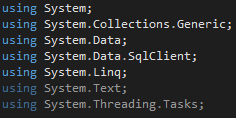 using System;
using System.Collections.Generic;
using System.Data;
using System.Data.SqlClient;
using System.Linq;
using System.Text;
using System.Threading.Tasks;